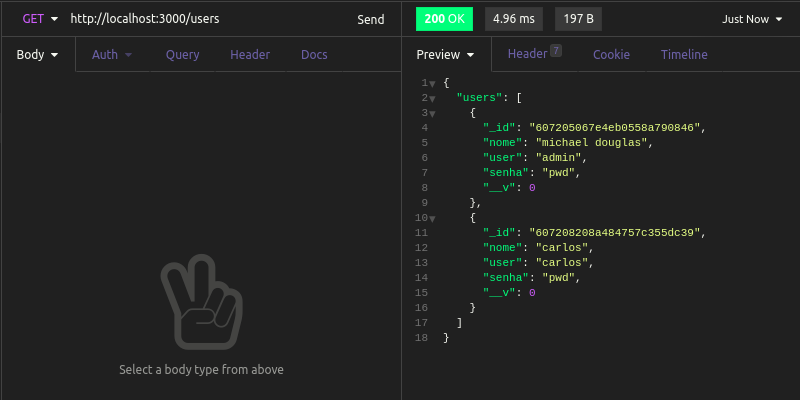 GET http://localhost:3000/users Send
200 OK 4.96 ms 197 B Just Now
Body Auth Query Header Docs
Select a body type from above
Preview Header 7 Cookie Timeline
1 {
2 "users": [
3 {
4 "_id": "607205067e4eb0558a790846",
5 "nome": "michael douglas",
6 "user": "admin",
7 "senha": "pwd",
8 "__v": 0
9 },
10 {
11 "_id": "607208208a484757c355dc39",
12 "nome": "carlos",
13 "user": "carlos",
14 "senha": "pwd",
15 "__v": 0
16 }
17 ]
18 }